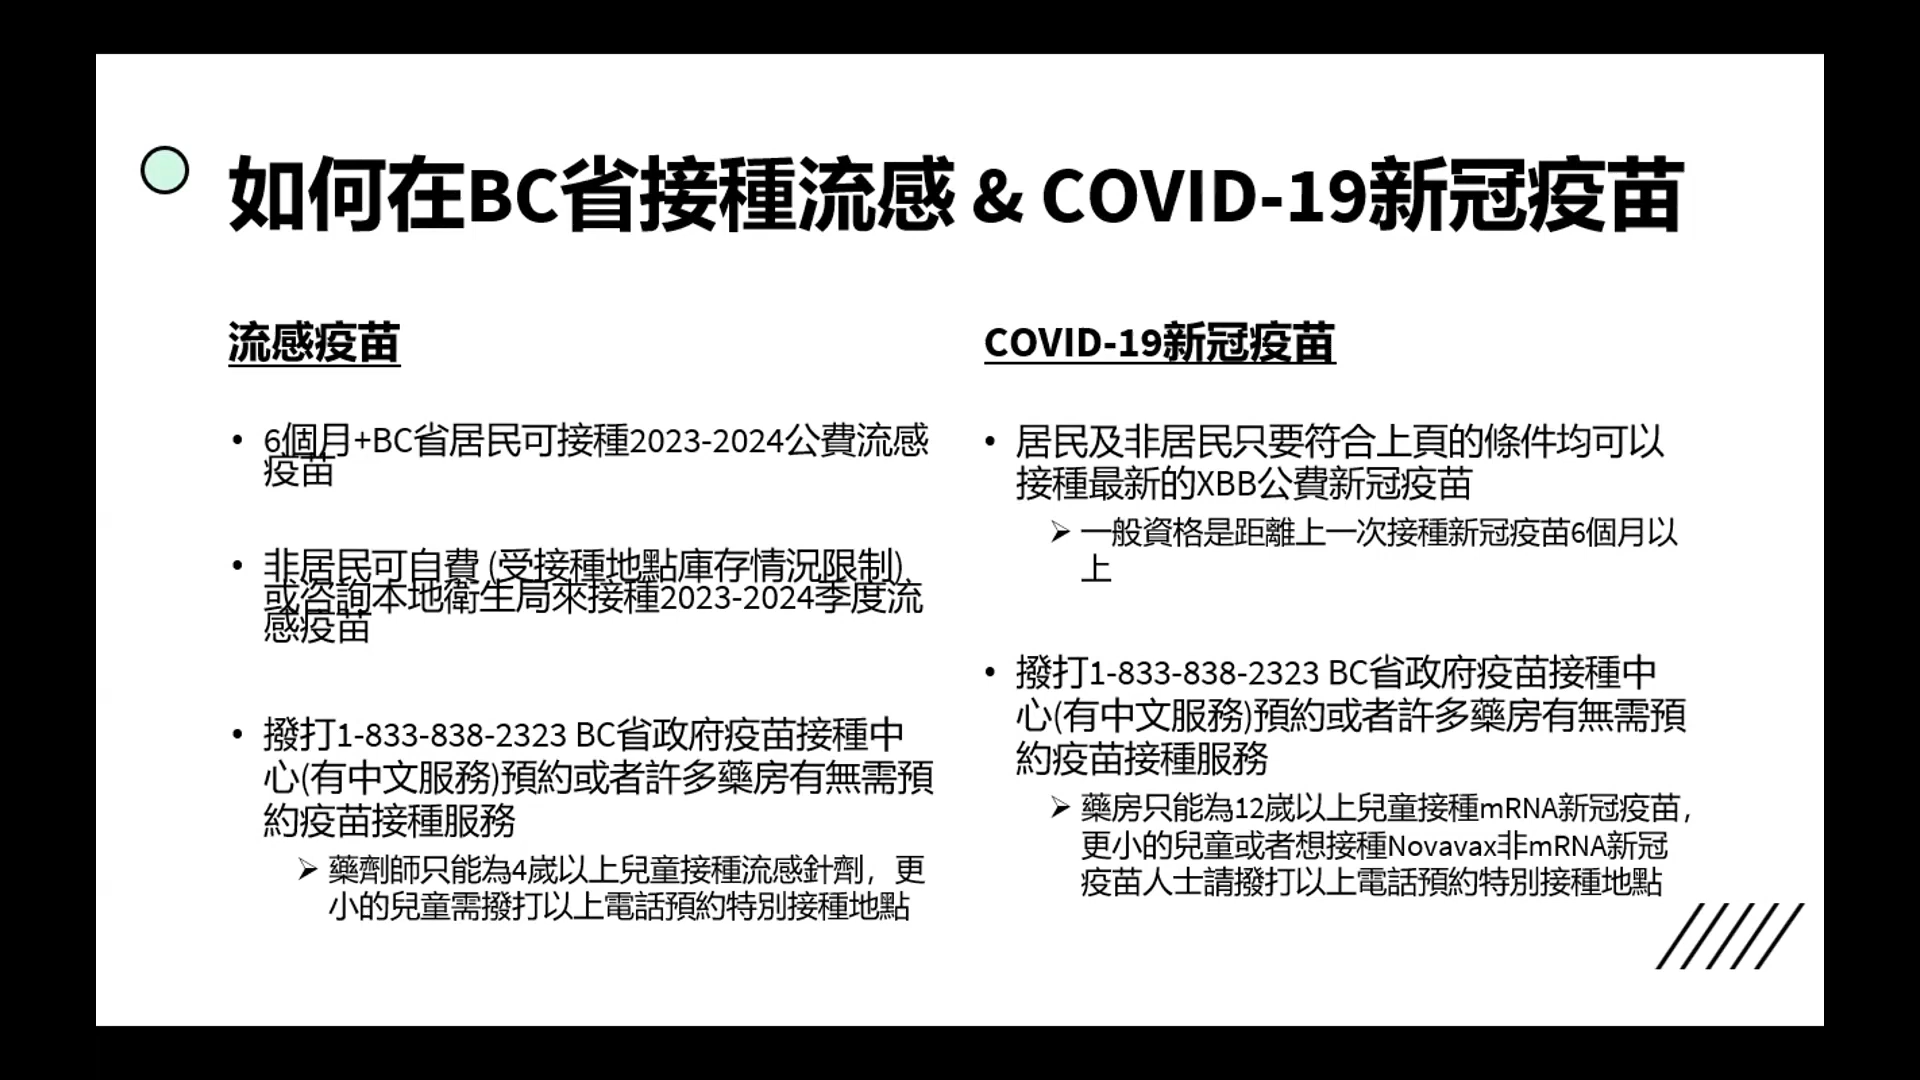 如何在BC省接種流感 & COVID-19新冠疫苗
流感疫苗
• 6個月+BC省居民可接種2023-2024公費流感
疫苗
• 非居民可自費 (受接種地點庫存情況限制)
或咨詢本地衛生局來接種2023-2024季度流
感疫苗
• 撥打1-833-838-2323 BC省政府疫苗接種中
心(有中文服務)預約或者許多藥房有無需預
約疫苗接種服務
➢ 藥劑師只能為4嵗以上兒童接種流感針劑，更
小的兒童需撥打以上電話預約特別接種地點
COVID-19新冠疫苗
• 居民及非居民只要符合上頁的條件均可以
接種最新的XBB公費新冠疫苗
➢ 一般資格是距離上一次接種新冠疫苗6個月以
上
• 撥打1-833-838-2323 BC省政府疫苗接種中
心(有中文服務)預約或者許多藥房有無需預
約疫苗接種服務
➢ 藥房只能為12嵗以上兒童接種mRNA新冠疫苗，
更小的兒童或者想接種Novavax非mRNA新冠
疫苗人士請撥打以上電話預約特別接種地點